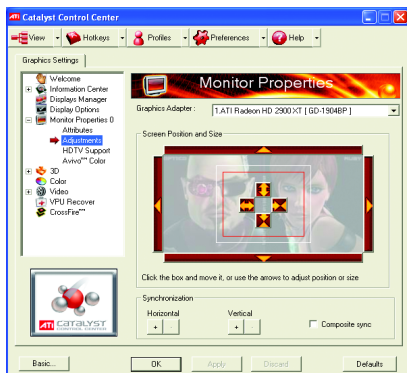 ATI Catalyst Control Center
View
Hotkeys
Profiles
Preferences
Help
Graphics Settings
Welcome
Information Center
Displays Manager
Display Options
Monitor Properties 0
Attributes
Adjustments
HDTV Support
Avivo™ Color
3D
Color
Video
VPU Recover
CrossFire™
Monitor Properties
Graphics Adapter :
1.ATI Radeon HD 2900 XT [ GD-1904BP ]
Screen Position and Size
Click the box and move it, or use the arrows to adjust position or size
Synchronization
Horizontal
Vertical
+ -
+ -
Composite sync
ATI CATALYST
CONTROL CENTER
Basic...
OK
Apply
Discard
Defaults